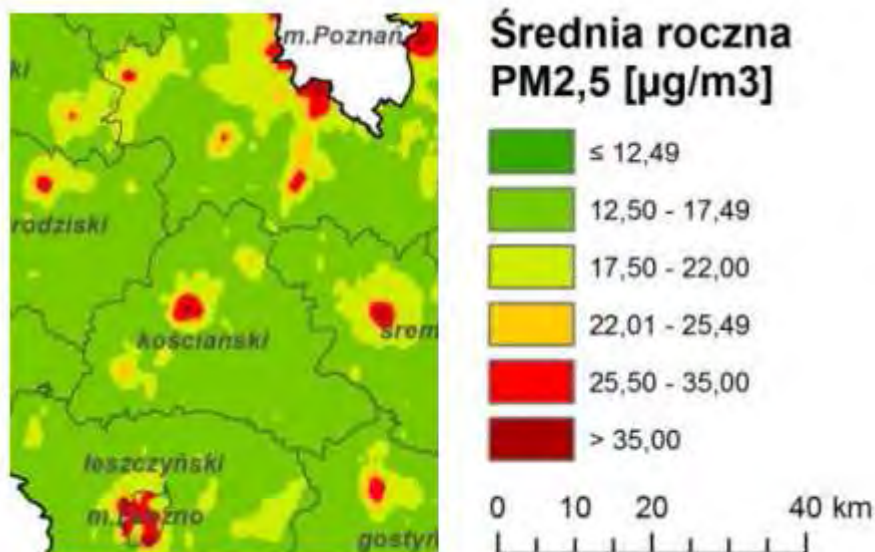 m.Poznań
ki
rodziski
kościański
śrem
leszczyński
gostyń
Średnia roczna
PM2,5 [µg/m3]
≤ 12,49
12,50 - 17,49
17,50 - 22,00
22,01 - 25,49
25,50 - 35,00
> 35,00
0 10 20 40 km